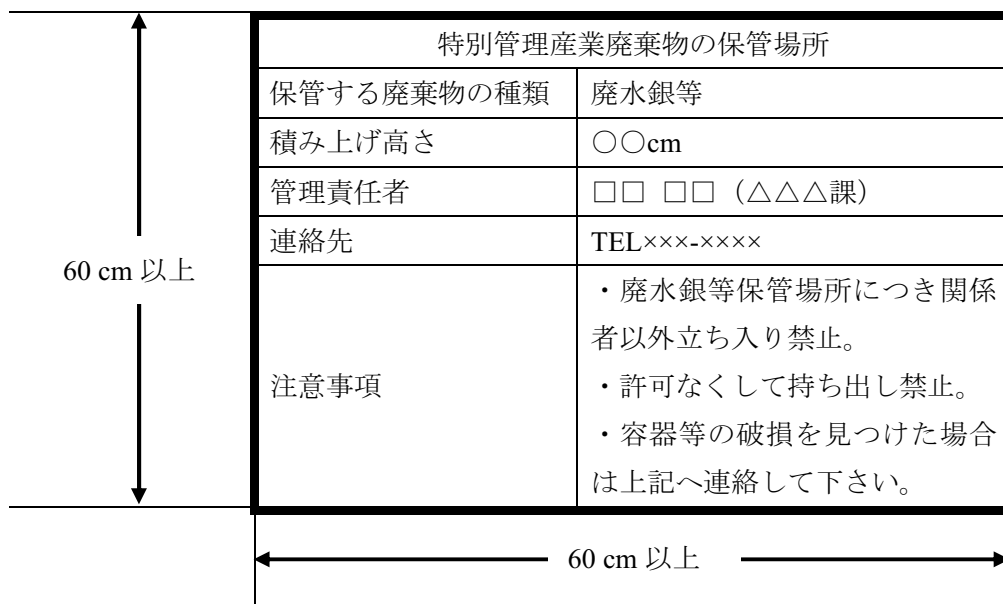 特別管理産業廃棄物の保管場所
保管する廃棄物の種類 廃水銀等
積み上げ高さ 〇〇cm
管理責任者 □□ □□（△△△課）
連絡先 TEL×××-××××
60 cm 以上
注意事項
・廃水銀等保管場所につき関係
者以外立ち入り禁止。
・許可なくして持ち出し禁止。
・容器等の破損を見つけた場合
は上記へ連絡して下さい。
60 cm 以上